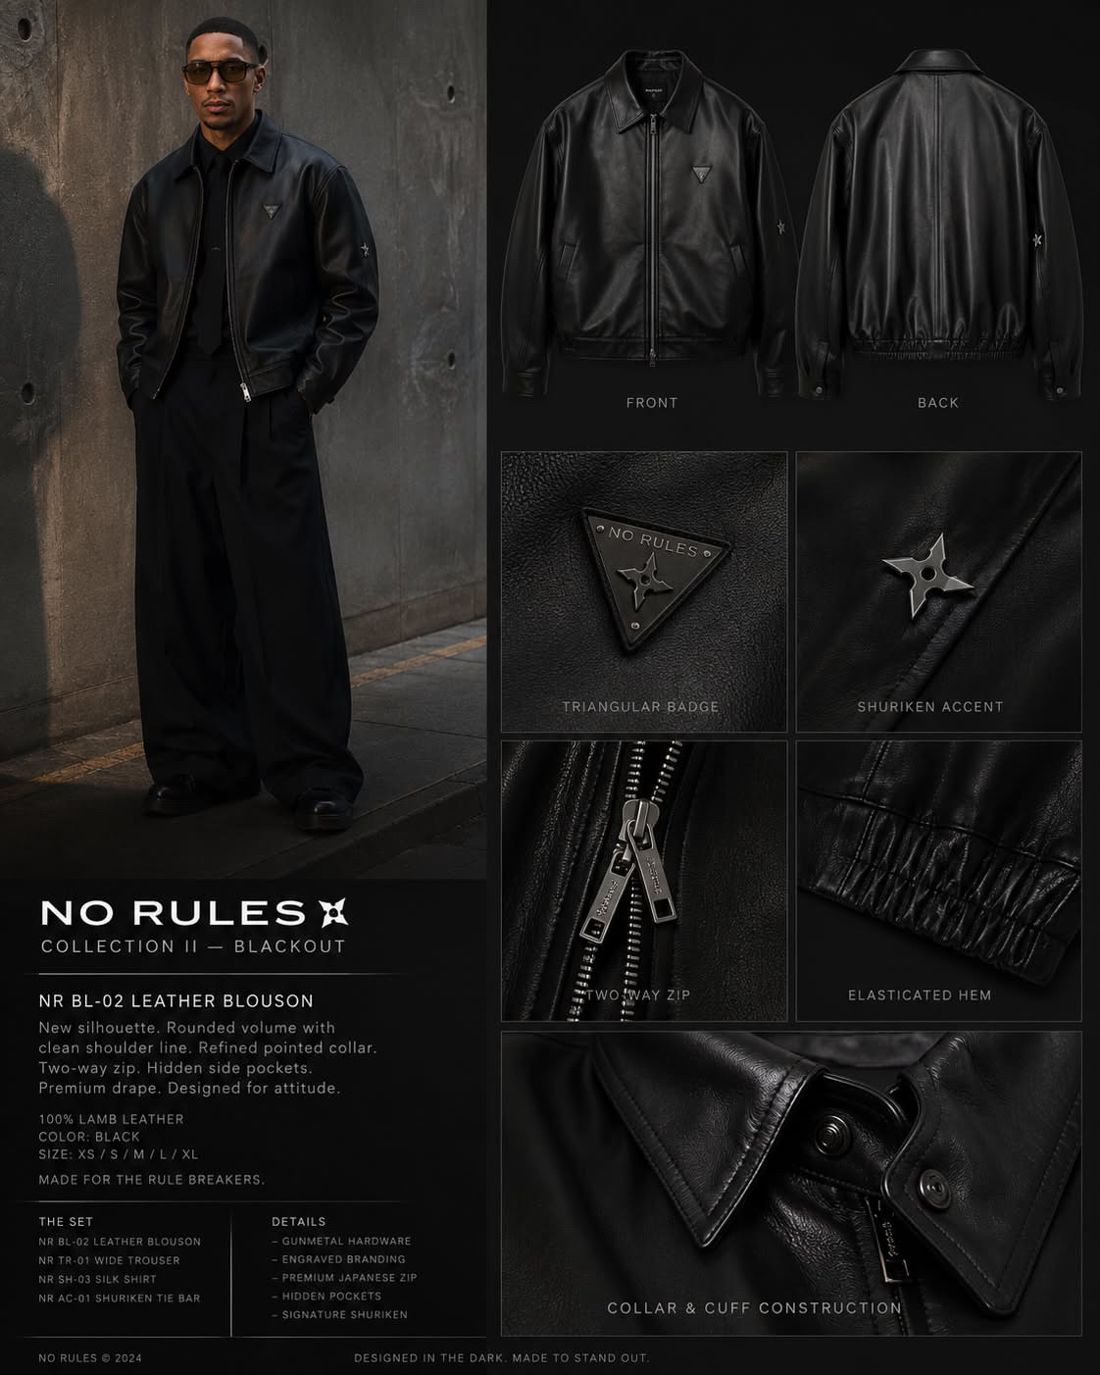 NO RULES
COLLECTION II — BLACKOUT
NR BL-02 LEATHER BLOUSON
New silhouette. Rounded volume with
clean shoulder line. Refined pointed collar.
Two-way zip. Hidden side pockets.
Premium drape. Designed for attitude.
100% LAMB LEATHER
COLOR: BLACK
SIZE: XS / S / M / L / XL
MADE FOR THE RULE BREAKERS.
THE SET
NR BL-02 LEATHER BLOUSON
NR TR-01 WIDE TROUSER
NR SH-03 SILK SHIRT
NR AC-01 SHURIKEN TIE BAR
DETAILS
– GUNMETAL HARDWARE
– ENGRAVED BRANDING
– PREMIUM JAPANESE ZIP
– HIDDEN POCKETS
– SIGNATURE SHURIKEN
FRONT
BACK
NO RULES
TRIANGULAR BADGE
SHURIKEN ACCENT
TWO-WAY ZIP
ELASTICATED HEM
COLLAR & CUFF CONSTRUCTION
NO RULES © 2024
DESIGNED IN THE DARK. MADE TO STAND OUT.